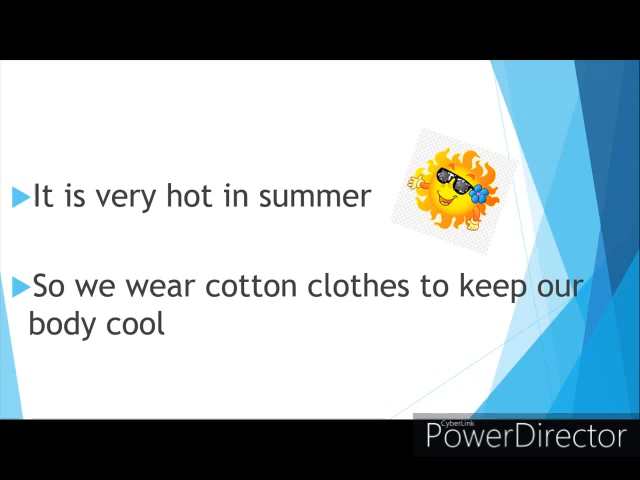 It is very hot in summer
So we wear cotton clothes to keep our
body cool
CyberLink
PowerDirector